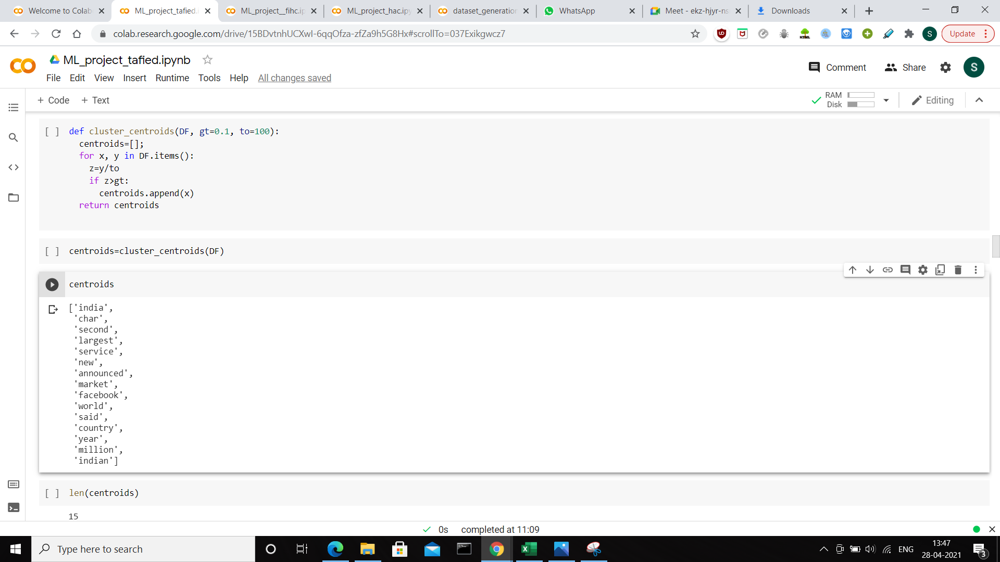 Welcome to Colab
ML_project_tafied.i
ML_project__fihc.ip
ML_project_hac.ipy
dataset_generation
WhatsApp
Meet - ekz-hjyr-ns
Downloads
colab.research.google.com/drive/15BDvtnhUCXwI-6qqOfza-zfZa9h5G8Hx#scrollTo=037Exikgwcz7
HTML
S
Update
CO
ML_project_tafied.ipynb
Comment
Share
S
File Edit View Insert Runtime Tools Help All changes saved
+ Code + Text
RAM
Disk
Editing
[ ] def cluster_centroids(DF, gt=0.1, to=100):
centroids=[];
for x, y in DF.items():
z=y/to
if z>gt:
centroids.append(x)
return centroids
[ ] centroids=cluster_centroids(DF)
centroids
['india',
'char',
'second',
'largest',
'service',
'new',
'announced',
'market',
'facebook',
'world',
'said',
'country',
'year',
'million',
'indian']
[ ] len(centroids)
15
0s completed at 11:09
Type here to search
ENG
13:47
28-04-2021
3